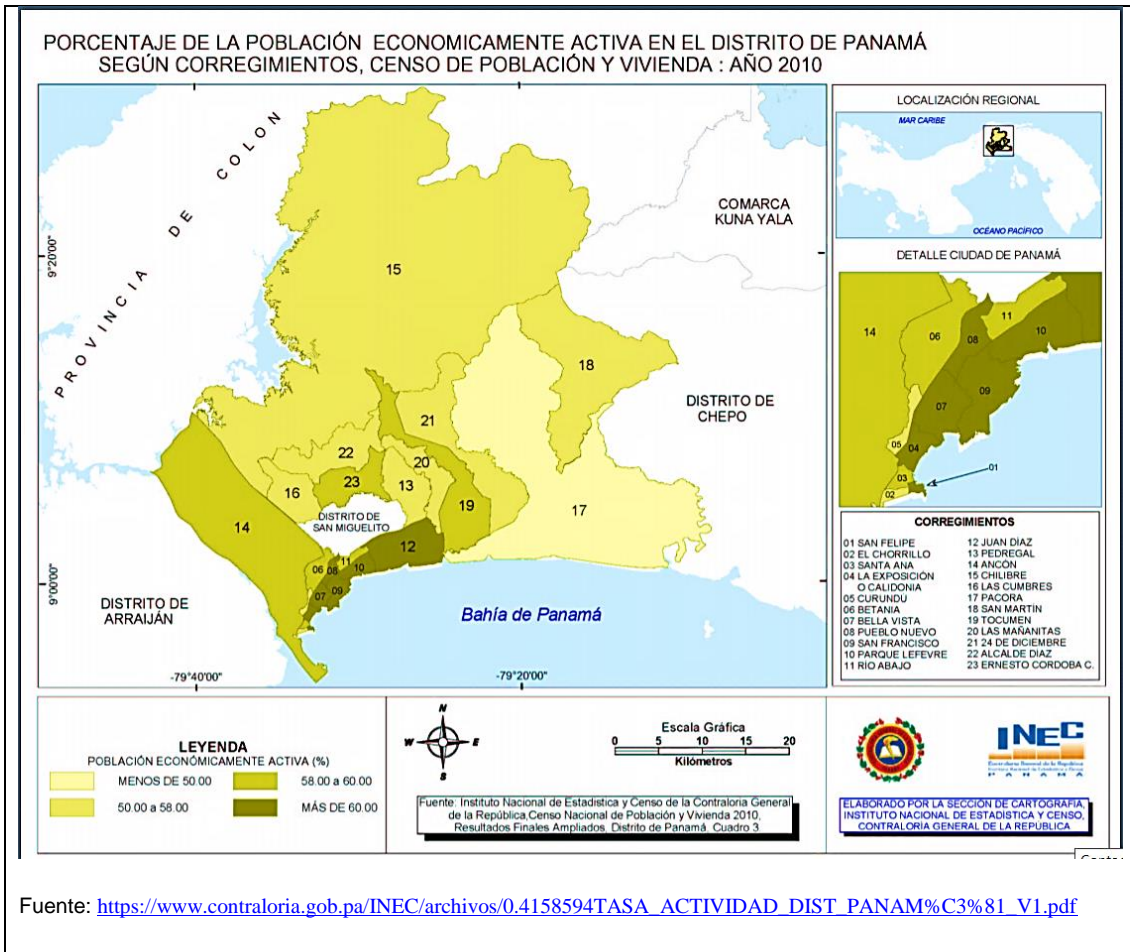 PORCENTAJE DE LA POBLACIÓN ECONOMICAMENTE ACTIVA EN EL DISTRITO DE PANAMÁ
SEGÚN CORREGIMIENTOS, CENSO DE POBLACIÓN Y VIVIENDA : AÑO 2010
PROVINCIA DE COLON
COMARCA
KUNA YALA
DISTRITO DE
CHEPO
DISTRITO DE
SAN MIGUELITO
DISTRITO DE
ARRAIJÁN
Bahía de Panamá
9°20'00"
9°00'00"
-79°40'00"
-79°20'00"
15
18
21
22
20
23
13
16
19
17
14
12
06
08
11
10
07
09
LOCALIZACIÓN REGIONAL
MAR CARIBE
OCÉANO PACÍFICO
DETALLE CIUDAD DE PANAMÁ
11
14
06
08
10
09
07
05
04
03
01
02
CORREGIMIENTOS
01 SAN FELIPE
02 EL CHORRILLO
03 SANTA ANA
04 LA EXPOSICIÓN
O CALIDONIA
05 CURUNDÚ
06 BETANIA
07 BELLA VISTA
08 PUEBLO NUEVO
09 SAN FRANCISCO
10 PARQUE LEFEVRE
11 RIO ABAJO
12 JUAN DÍAZ
13 PEDREGAL
14 ANCÓN
15 CHILIBRE
16 LAS CUMBRES
17 PACORA
18 SAN MARTÍN
19 TOCUMEN
20 LAS MAÑANITAS
21 24 DE DICIEMBRE
22 ALCALDE DÍAZ
23 ERNESTO CORDOBA C.
LEYENDA
POBLACIÓN ECONÓMICAMENTE ACTIVA (%)
MENOS DE 50.00
50.00 a 58.00
58.00 a 60.00
MÁS DE 60.00
N
W
E
S
Escala Gráfica
0 5 10 15 20
Kilómetros
Fuente: Instituto Nacional de Estadística y Censo de la Contraloria General
de la República,Censo Nacional de Población y Vivienda 2010,
Resultados Finales Ampliados, Distrito de Panamá, Cuadro 3
INEC
Contraloría General de la República
PANAMÁ
ELABORADO POR LA SECCIÓN DE CARTOGRAFÍA,
INSTITUTO NACIONAL DE ESTADÍSTICA Y CENSO,
CONTRALORÍA GENERAL DE LA REPÚBLICA
Fuente: https://www.contraloria.gob.pa/INEC/archivos/0.4158594TASA_ACTIVIDAD_DIST_PANAM%C3%81_V1.pdf